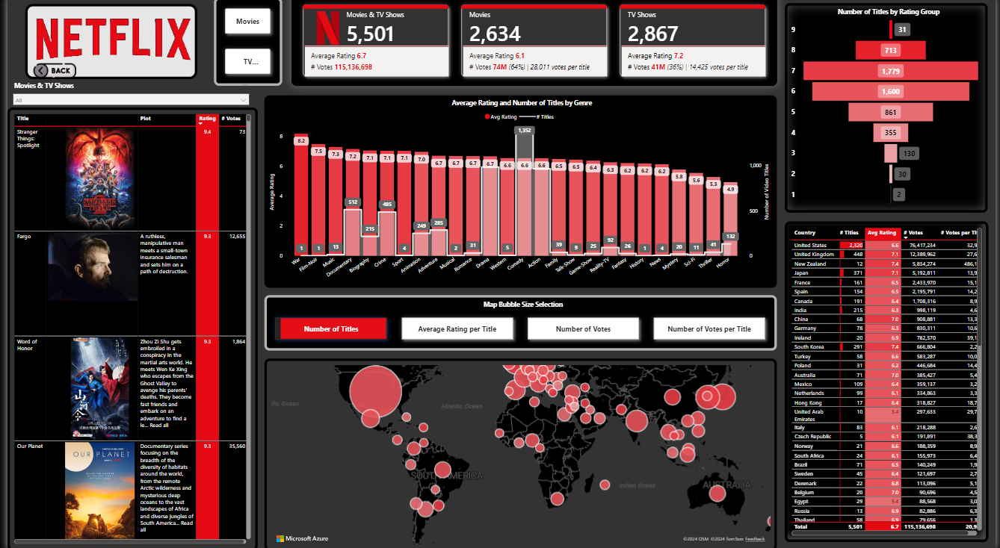 NETFLIX
BACK
Movies
TV...
Movies & TV Shows
5,501
Average Rating 6.7
# Votes 115,136,698
Movies
2,634
Average Rating 6.1
# Votes 74M (64%) | 28,011 votes per title
TV Shows
2,867
Average Rating 7.2
# Votes 41M (36%) | 14,425 votes per title
Number of Titles by Rating Group
9 31
8 713
7 1,779
6 1,600
5 861
4 355
3 130
2 30
1 2
Movies & TV Shows
All
Title Plot Rating # Votes
Stranger 9.4 73
Things:
Spotlight
Fargo A ruthless, 9.3 12,655
manipulative man
meets a small-town
insurance salesman
and sets him on a
path of destruction.
Word of Zhou Zi Shu gets 9.3 1,864
Honor embroiled in a
conspiracy in the
martial arts world. He
meets Wen Ke Xing
who escapes from the
Ghost Valley to
avenge his parents'
deaths. They become
fast friends and
embark on an
adventure to find a
le... Read all
山河令
Our Planet Documentary series 9.3 35,560
focusing on the
breadth of the
diversity of habitats
around the world,
from the remote
Arctic wilderness and
mysterious deep
oceans to the vast
landscapes of Africa
and diverse jungles of
South America... Read
all
OUR PLANET
Average Rating and Number of Titles by Genre
Avg Rating # Titles
Average Rating
8
6
4
2
0
8.2 7.5 7.3 7.2 7.1 7.1 7.1 7.0 6.7 6.7 6.7 6.7 6.6 6.6 6.6 6.5 6.5 6.4 6.3 6.2 6.2 6.2 5.8 5.6 5.3 4.9
1 1 13 512 215 485 4 249 285 2 31 5 1,352 39 9 25 92 26 1 4 20 11 41 132
War Film-Noir Music Documentary Biography Crime Sport Animation Adventure Musical Romance Drama Western Comedy Action Family Talk-Show Game-Show Reality-TV Fantasy History News Mystery Sci-Fi Thriller Horror
1,000
500
0
Number of Video Titles
Map Bubble Size Selection
Number of Titles
Average Rating per Title
Number of Votes
Number of Votes per Title
fic Ocean
Atlantic Ocean
SOUTH AMERICA
Indian Ocean
AUSTRALIA
Microsoft Azure
©2024 OSM ©2024 TomTom Feedback
Country # Titles Avg Rating # Votes # Votes per Ti
United States 2,320 6.6 76,417,234 32,9
United Kingdom 448 7.1 12,389,962 27,6
New Zealand 12 7.4 5,834,274 486,1
Japan 371 7.1 5,192,811 13,9
France 161 6.5 2,433,970 15,1
Spain 154 6.5 2,195,791 14,2
Canada 191 6.4 1,708,316 8,9
India 215 6.3 998,119 4,6
China 68 7.0 908,881 13,3
Germany 78 6.3 830,311 10,6
Ireland 20 6.9 782,570 39,1
South Korea 291 7.4 666,804 2,2
Turkey 58 6.6 583,287 10,0
Poland 31 6.2 446,684 14,4
Australia 71 7.0 385,427 5,4
Mexico 109 6.4 359,137 3,2
Netherlands 99 6.1 334,863 3,3
Hong Kong 17 6.4 318,827 18,7
United Arab 10 5.4 297,633 29,7
Emirates
Italy 83 6.1 218,288 2,6
Czech Republic 5 6.1 191,891 38,3
Norway 21 6.6 188,359 8,9
South Africa 24 6.1 155,973 6,4
Brazil 71 6.5 140,249 1,9
Sweden 45 6.4 121,697 2,7
Denmark 22 6.8 113,096 5,1
Belgium 20 7.0 90,696 4,5
Egypt 29 5.4 88,568 3,0
Russia 13 6.9 82,886 6,3
Thailand 58 6.9 79,656 1,3
Total 5,501 6.7 115,136,698 20,9